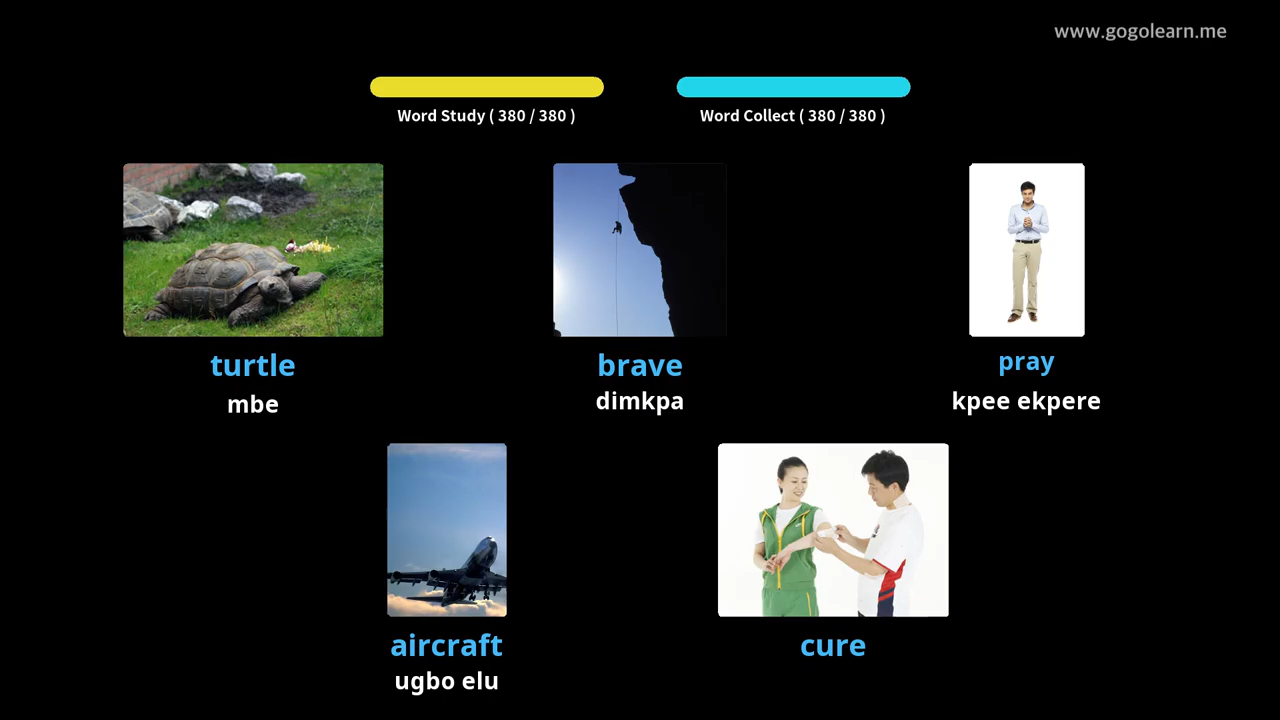 www.gogolearn.me
Word Study ( 380 / 380 )
Word Collect ( 380 / 380 )
turtle
mbe
brave
dimkpa
pray
kpee ekpere
aircraft
ugbo elu
cure